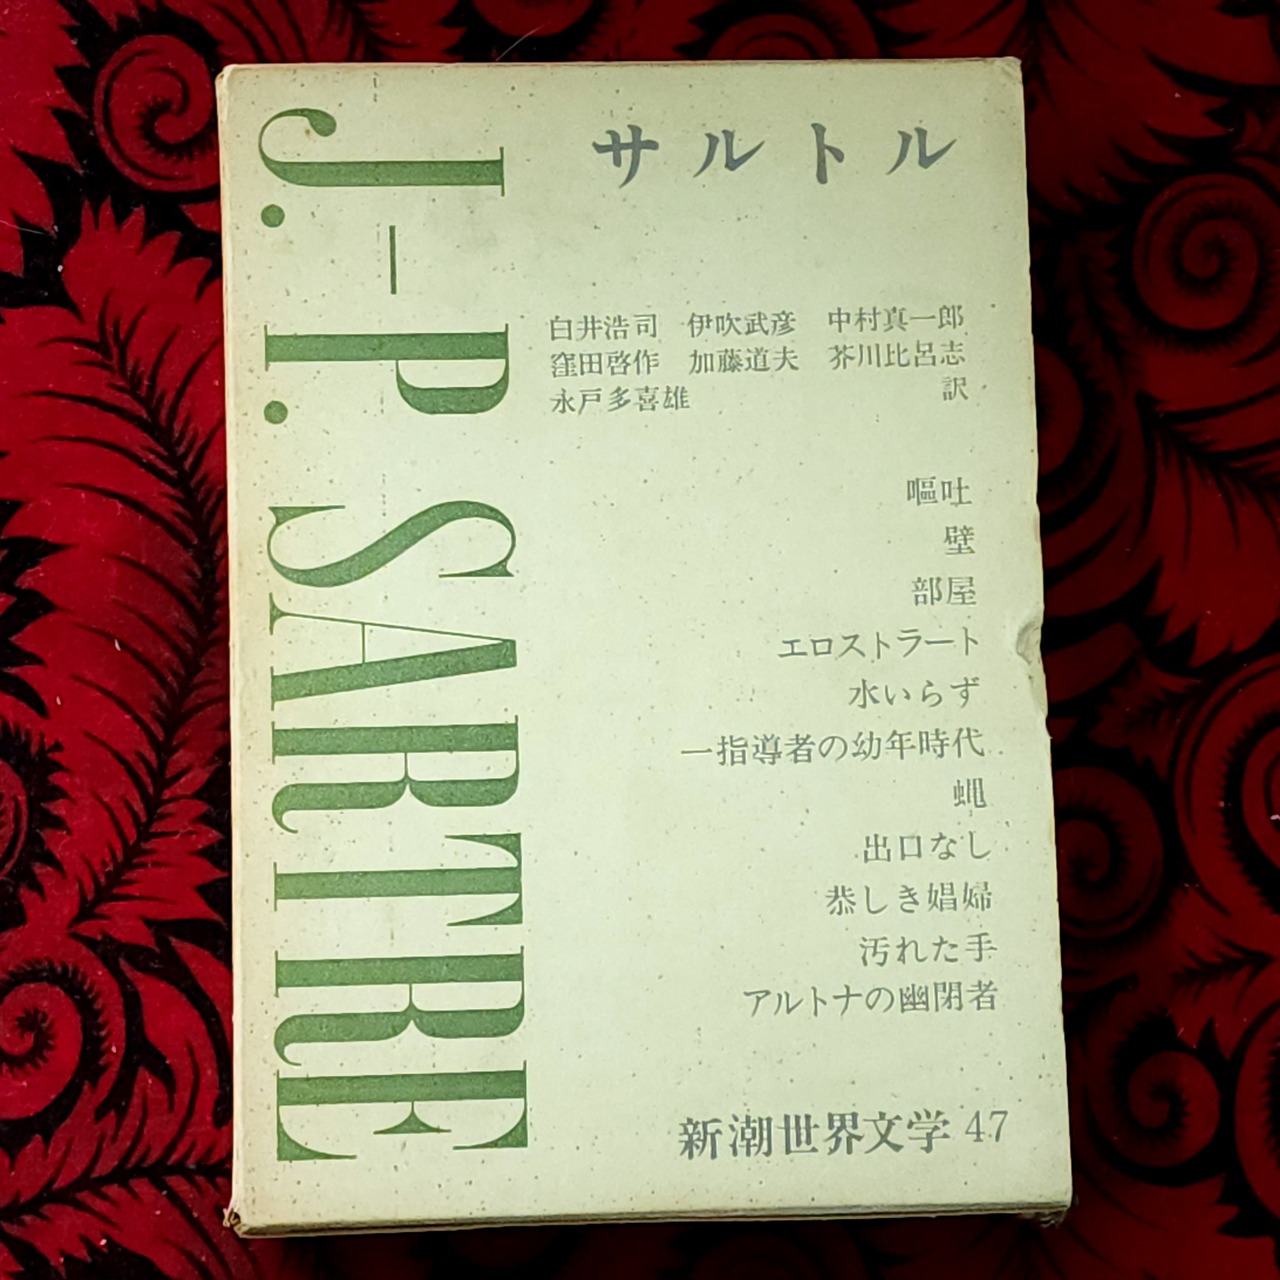 サルトル
J.-P. SARTRE
白井浩司 伊吹武彦 中村真一郎
窪田啓作 加藤道夫 芥川比呂志
永戸多喜雄 訳
嘔吐
壁
部屋
エロストラート
水いらず
一指導者の幼年時代
蝿
出口なし
恭しき娼婦
汚れた手
アルトナの幽閉者
新潮世界文学 47